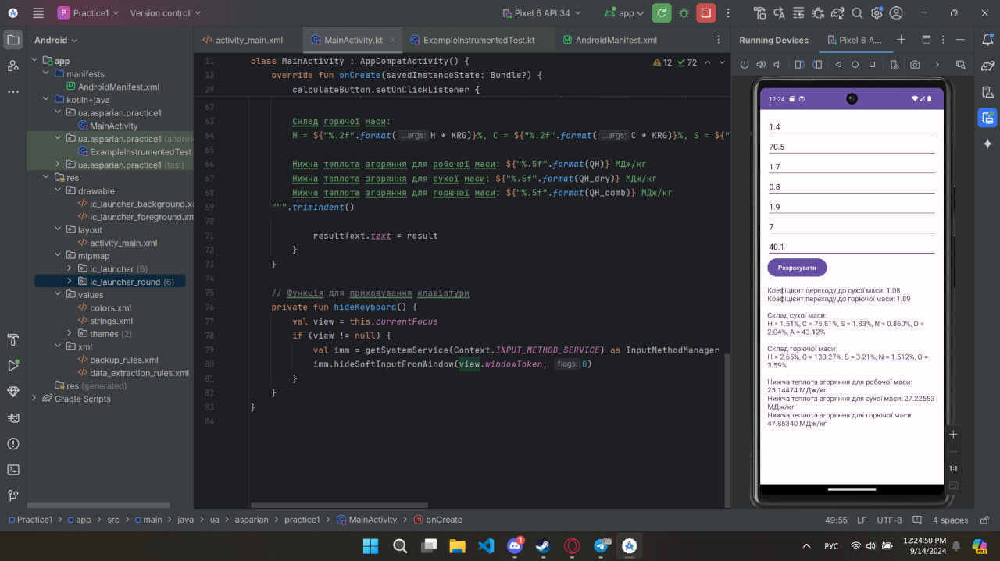 P Practice1 Version control Pixel 6 API 34 app
Android
app
manifests
AndroidManifest.xml
kotlin+java
ua.asparian.practice1
MainActivity
ua.asparian.practice1 (androi
ExampleInstrumentedTest
ua.asparian.practice1 (test)
res
drawable
ic_launcher_background.xm
ic_launcher_foreground.xm
layout
activity_main.xml
mipmap
ic_launcher (6)
ic_launcher_round (6)
values
colors.xml
strings.xml
themes (2)
xml
backup_rules.xml
data_extraction_rules.xml
res (generated)
Gradle Scripts
activity_main.xml MainActivity.kt ExampleInstrumentedTest.kt AndroidManifest.xml
12 72
11 class MainActivity : AppCompatActivity() {
13 override fun onCreate(savedInstanceState: Bundle?) {
29 calculateButton.setOnClickListener {
62
63 Склад горючої маси:
64 H = ${"%.2f".format( ...args: H * KRG)}%, C = ${"%.2f".format( ...args: C * KRG)}%, S = ${"
65
66 Нижча теплота згоряння для робочої маси: ${"%.5f".format(QH)} МДж/кг
67 Нижча теплота згоряння для сухої маси: ${"%.5f".format(QH_dry)} МДж/кг
68 Нижча теплота згоряння для горючої маси: ${"%.5f".format(QH_comb)} МДж/кг
69 """.trimIndent()
70
71 resultText.text = result
72 }
73 }
74
75 // Функція для приховування клавіатури
76 private fun hideKeyboard() {
77 val view = this.currentFocus
78 if (view != null) {
79 val imm = getSystemService(Context.INPUT_METHOD_SERVICE) as InputMethodManager
80 imm.hideSoftInputFromWindow(view.windowToken, flags: 0)
81 }
82 }
83 }
84
Running Devices Pixel 6 A...
12:24
1.4
70.5
1.7
0.8
1.9
7
40.1
Розрахувати
Коефіцієнт переходу до сухої маси: 1.08
Коефіцієнт переходу до горючої маси: 1.89
Склад сухої маси:
H = 1.51%, C = 75.81%, S = 1.83%, N = 0.860%, O =
2.04%, A = 43.12%
Склад горючої маси:
H = 2.65%, C = 133.27%, S = 3.21%, N = 1.512%, O =
3.59%
Нижча теплота згоряння для робочої маси:
25.14474 МДж/кг
Нижча теплота згоряння для сухої маси: 27.22553
МДж/кг
Нижча теплота згоряння для горючої маси:
47.86340 МДж/кг
1:1
Practice1 > app > src > main > java > ua > asparian > practice1 > MainActivity > onCreate
49:55 LF UTF-8 4 spaces
1
РУС
12:24:50 PM
9/14/2024